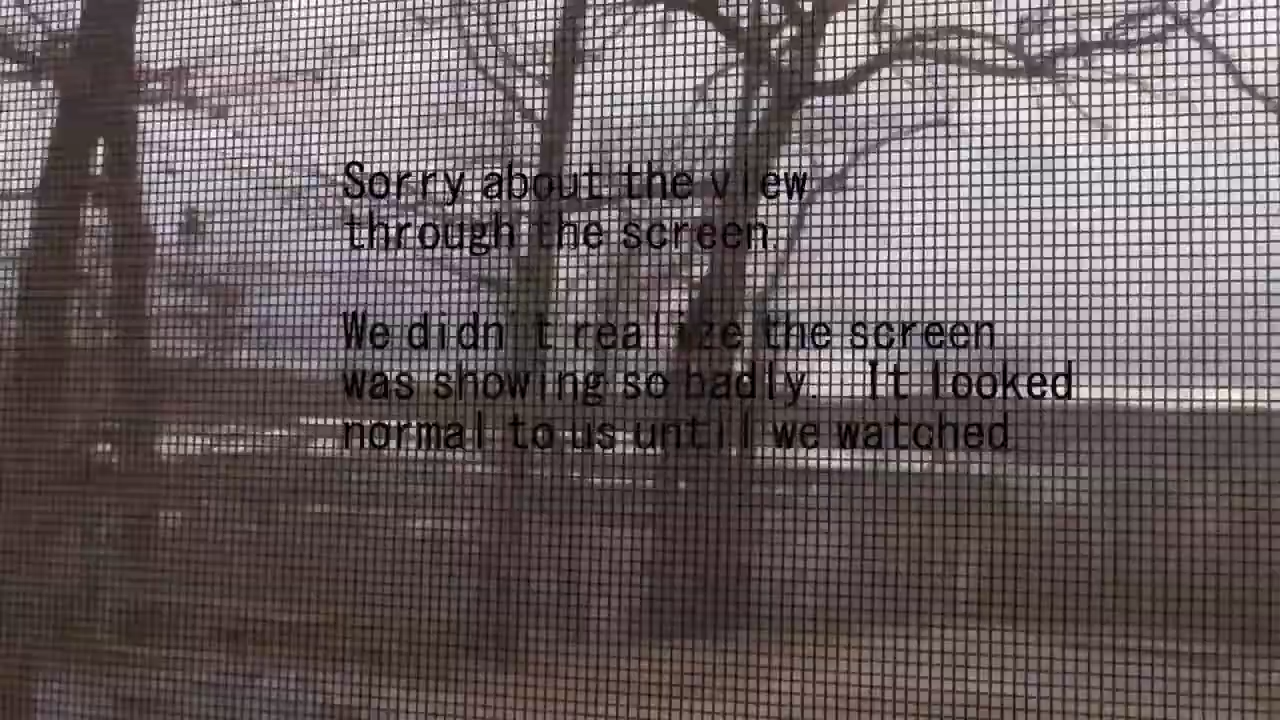 Sorry about the view
through the screen.
We didn't realize the screen
was showing so badly. It looked
normal to us until we watched